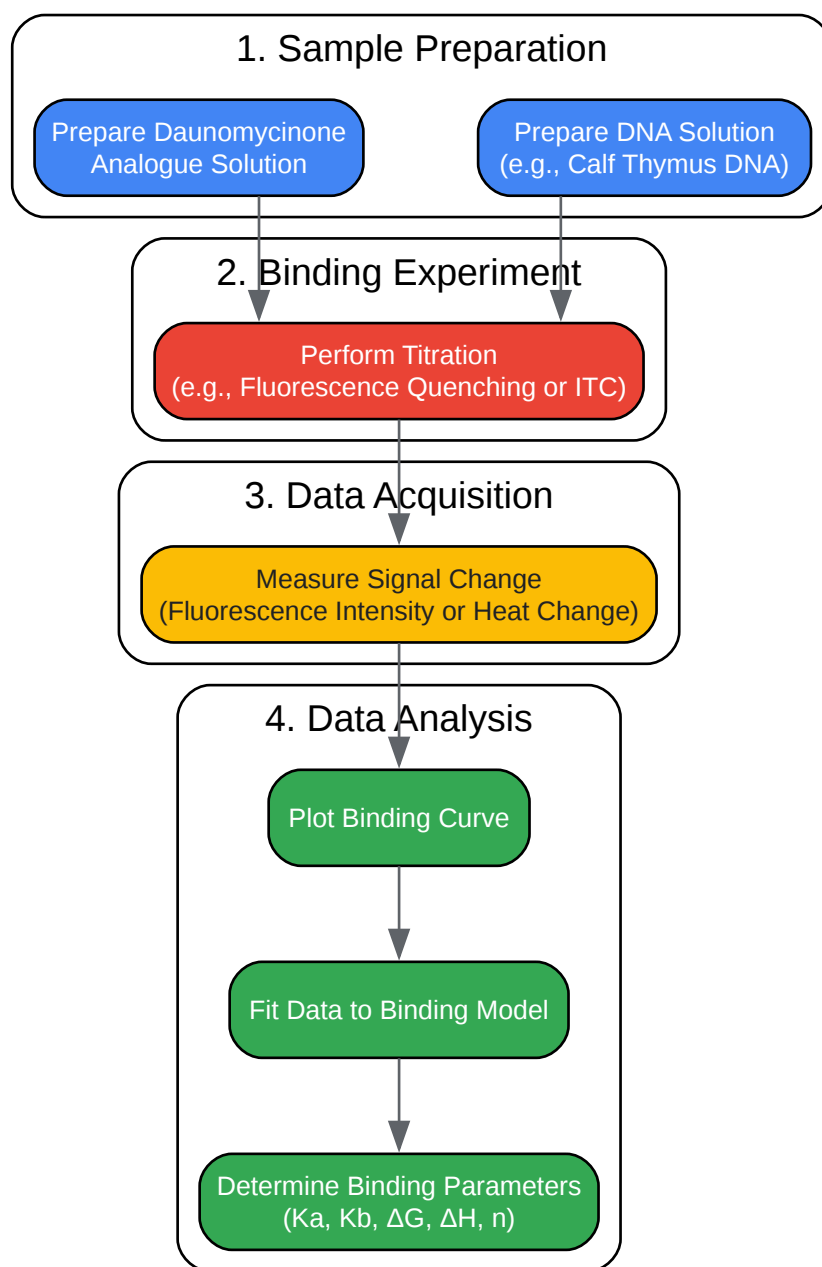 1. Sample Preparation
Prepare Daunomycinone
Analogue Solution
Prepare DNA Solution
(e.g., Calf Thymus DNA)
2. Binding Experiment
Perform Titration
(e.g., Fluorescence Quenching or ITC)
3. Data Acquisition
Measure Signal Change
(Fluorescence Intensity or Heat Change)
4. Data Analysis
Plot Binding Curve
Fit Data to Binding Model
Determine Binding Parameters
(Ka, Kb, ΔG, ΔH, n)